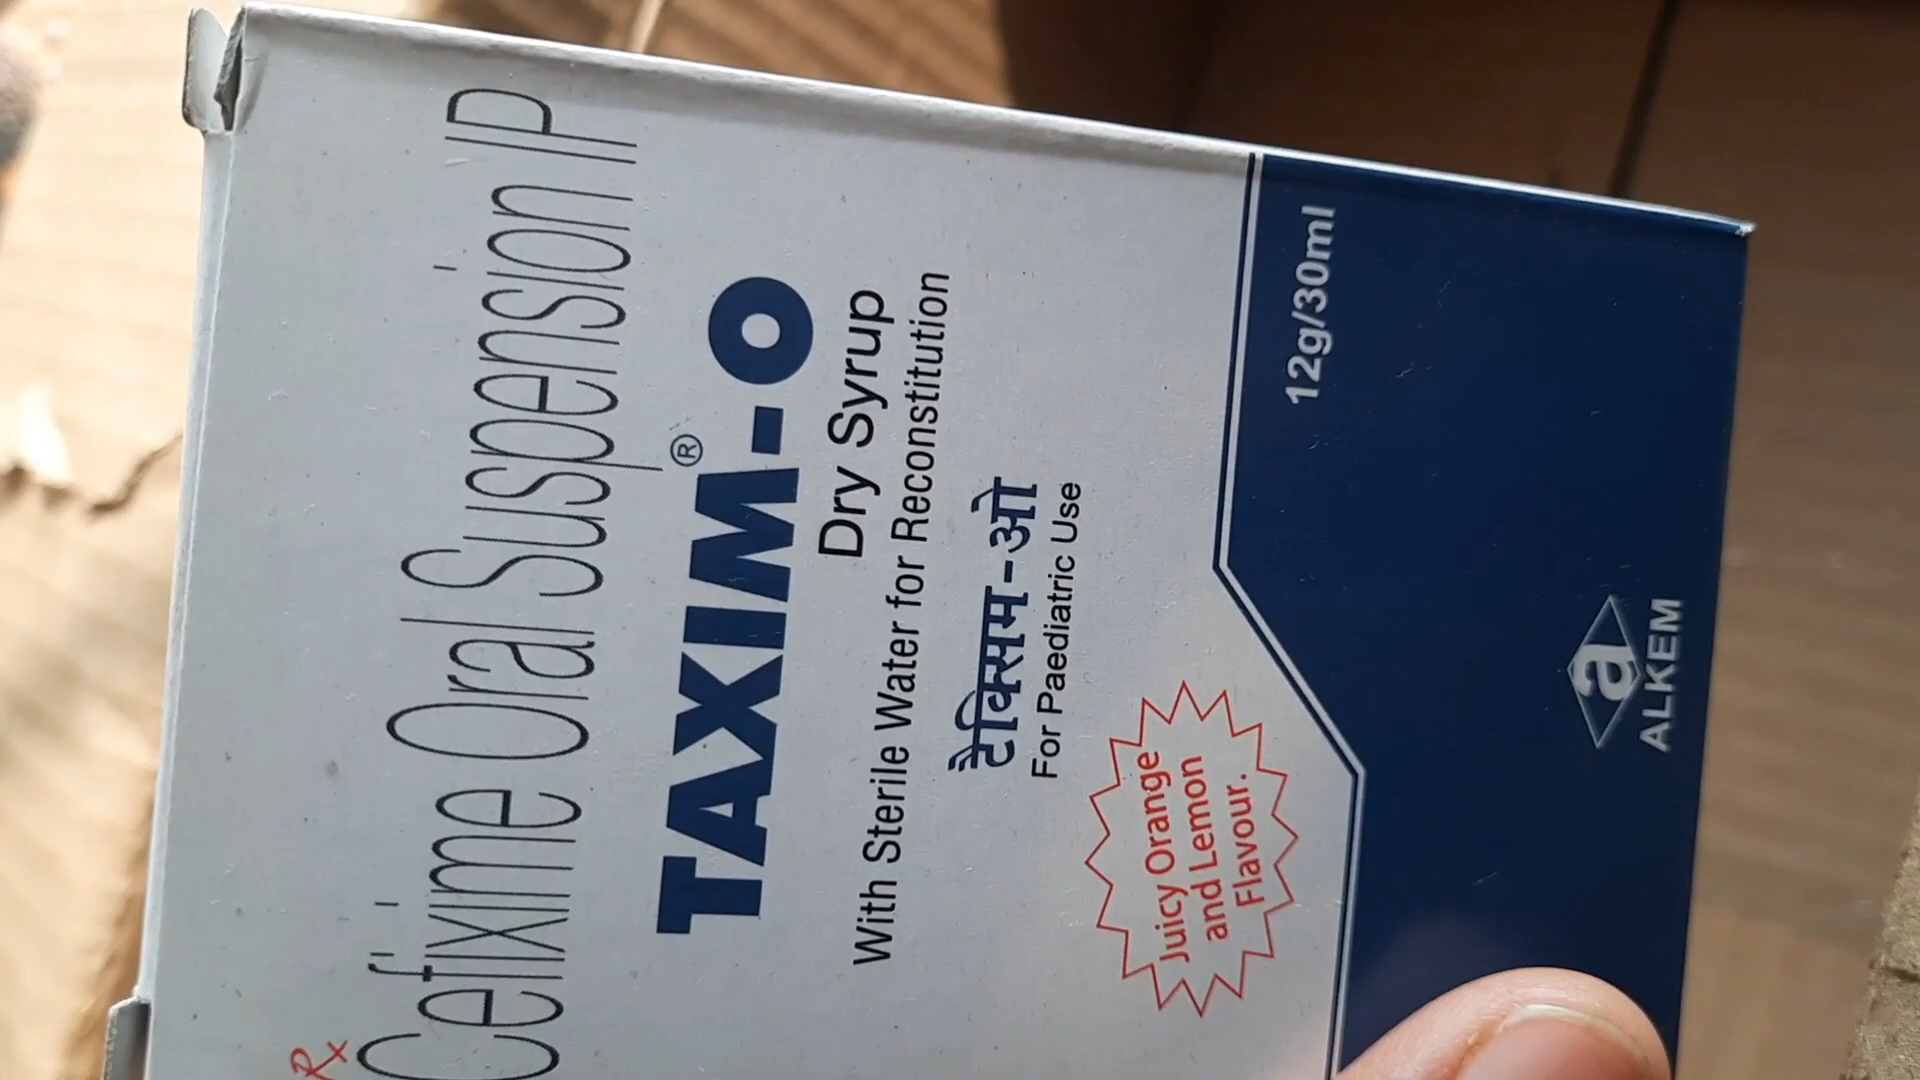 Rx
Cefixime Oral Suspension IP
TAXIM®-O
Dry Syrup
With Sterile Water for Reconstitution
टैक्सिम-ओ
For Paediatric Use
Juicy Orange
and Lemon
Flavour.
12g/30ml
a
ALKEM